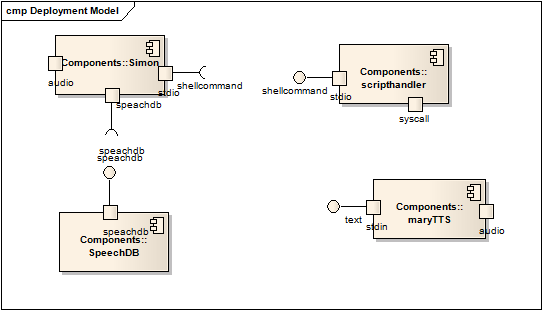 cmp Deployment Model
Components::Simon
audio
stdio
shellcommand
speachdb
speachdb
Components::
scripthandler
shellcommand
stdio
syscall
speachdb
speachdb
Components::
SpeechDB
Components::
maryTTS
text
stdin
audio